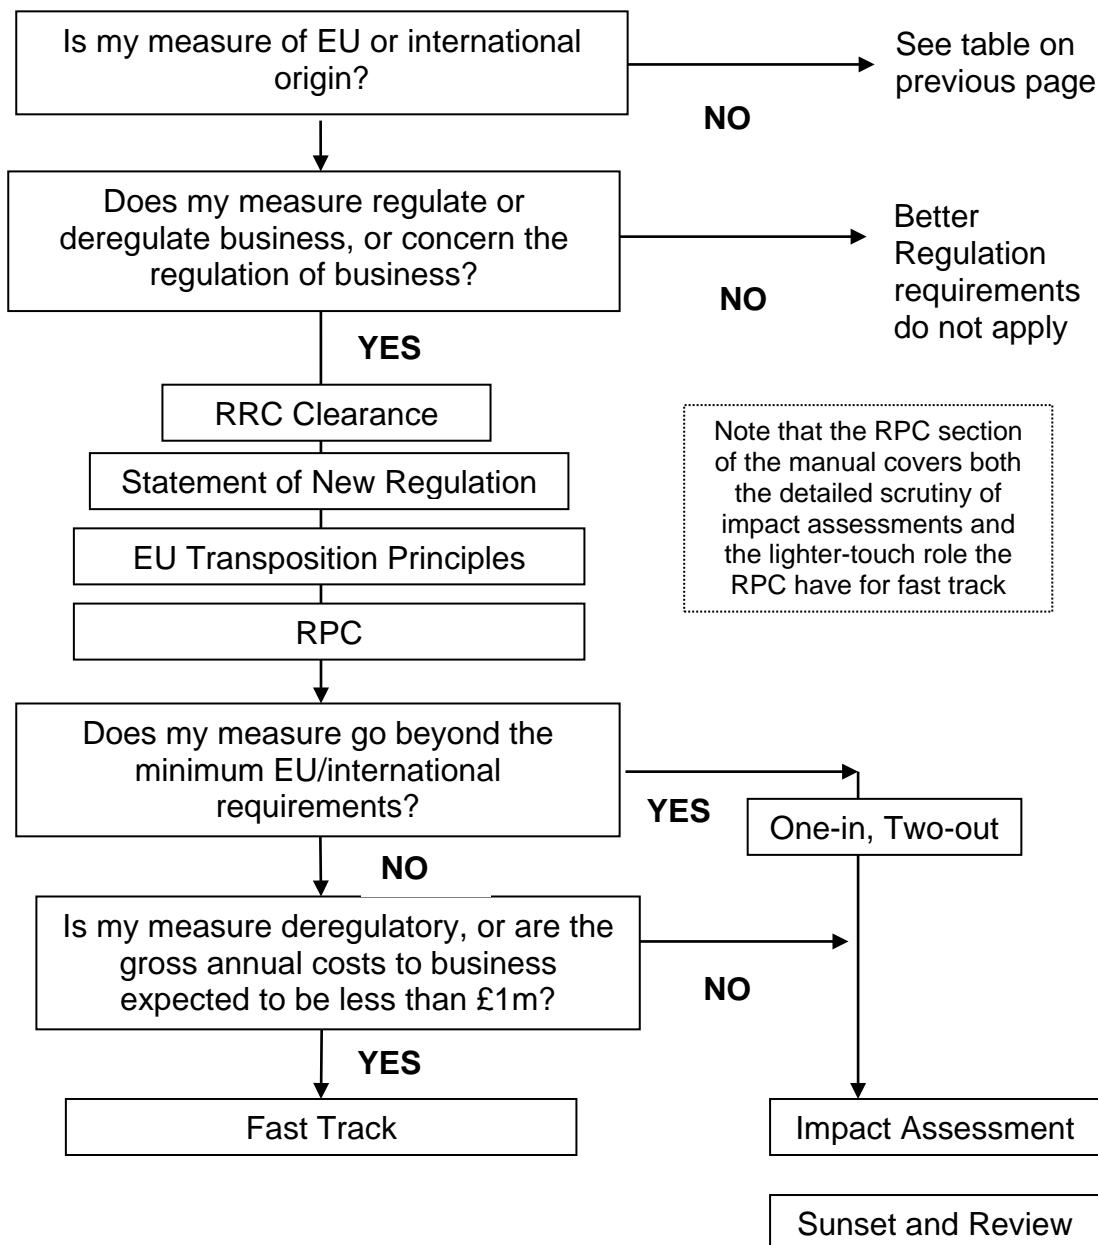 Is my measure of EU or international
origin?
See table on
previous page
NO
Does my measure regulate or
deregulate business, or concern the
regulation of business?
Better
Regulation
requirements
do not apply
NO
YES
RRC Clearance
Statement of New Regulation
EU Transposition Principles
RPC
Note that the RPC section
of the manual covers both
the detailed scrutiny of
impact assessments and
the lighter-touch role the
RPC have for fast track
Does my measure go beyond the
minimum EU/international
requirements?
YES
One-in, Two-out
NO
Is my measure deregulatory, or are the
gross annual costs to business
expected to be less than £1m?
NO
YES
Fast Track
Impact Assessment
Sunset and Review